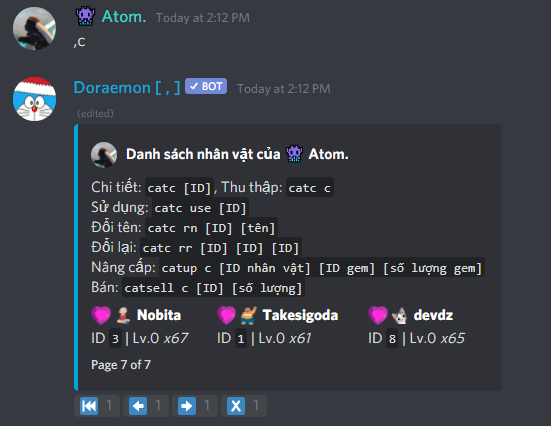 Atom. Today at 2:12 PM
,c
Doraemon [ , ] BOT Today at 2:12 PM
(edited)
Danh sách nhân vật của Atom.
Chi tiết: catc [ID], Thu thập: catc c
Sử dụng: catc use [ID]
Đổi tên: catc rn [ID] [tên]
Đổi lại: catc rr [ID] [ID] [ID]
Nâng cấp: catup c [ID nhân vật] [ID gem] [số lượng gem]
Bán: catsell c [ID] [số lượng]
Nobita Takesigoda devdz
ID 3 | Lv.0 x67 ID 1 | Lv.0 x61 ID 8 | Lv.0 x65
Page 7 of 7
1 1 1 X 1